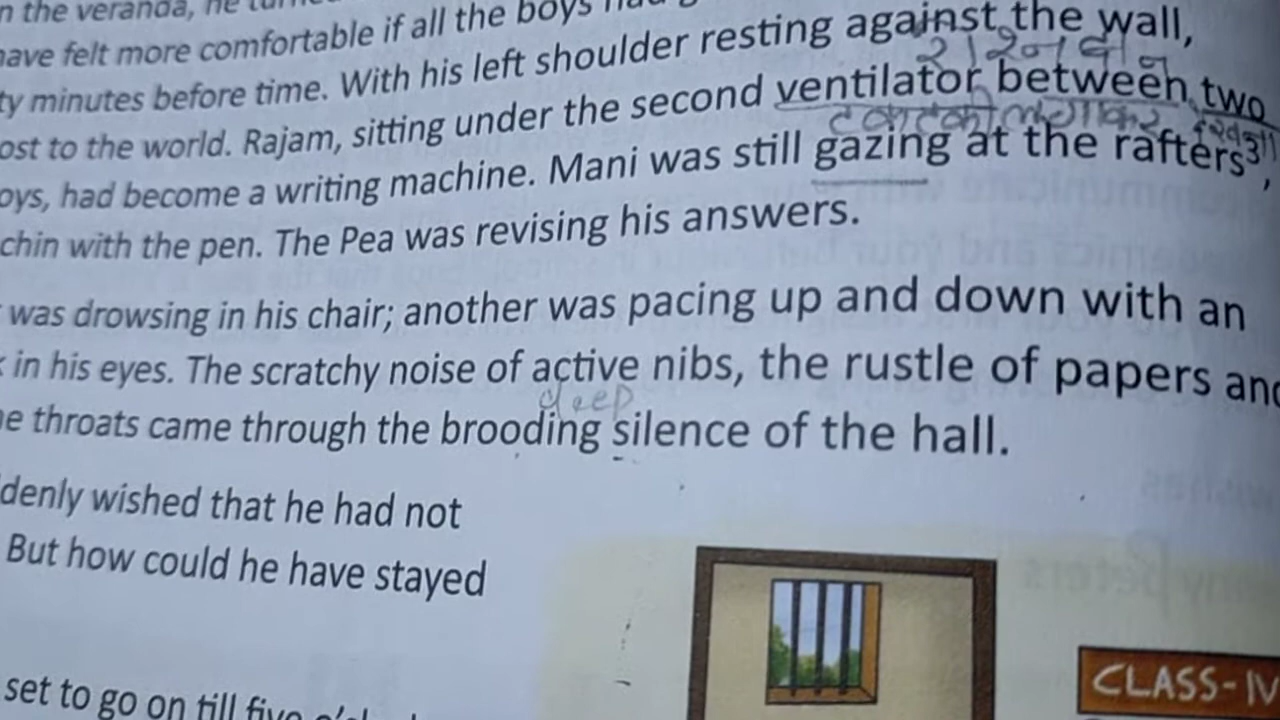 n the veranda, he
have felt more comfortable if all the boys
ty minutes before time. With his left shoulder resting against the wall,
ost to the world. Rajam, sitting under the second ventilator between two
oys, had become a writing machine. Mani was still gazing at the rafters,
chin with the pen. The Pea was revising his answers.
was drowsing in his chair; another was pacing up and down with an
in his eyes. The scratchy noise of active nibs, the rustle of papers and
deep
e throats came through the brooding silence of the hall.
denly wished that he had not
But how could he have stayed
set to go on till five
CLASS-IV